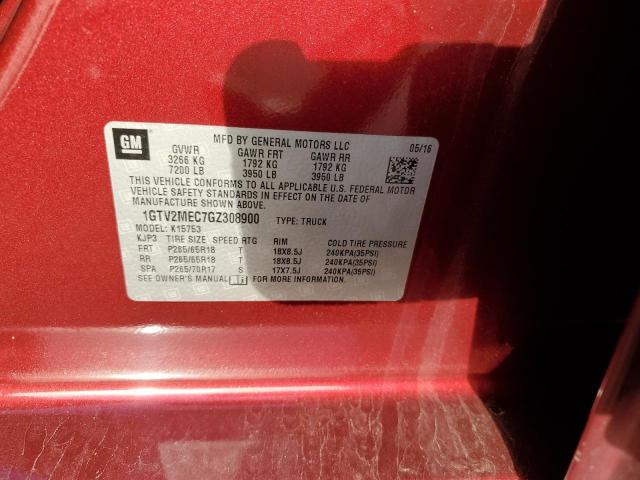 GM
MFD BY GENERAL MOTORS LLC 05/16
GVWR GAWR FRT GAWR RR
3266 KG 1792 KG 1792 KG
7200 LB 3950 LB 3950 LB
THIS VEHICLE CONFORMS TO ALL APPLICABLE U.S. FEDERAL MOTOR
VEHICLE SAFETY STANDARDS IN EFFECT ON THE DATE OF
MANUFACTURE SHOWN ABOVE.
1GTV2MEC7GZ308900 TYPE: TRUCK
MODEL: K15753
KJP3 TIRE SIZE SPEED RTG RIM COLD TIRE PRESSURE
FRT P265/65R18 T 18X8.5J 240KPA(35PSI)
RR P265/65R18 T 18X8.5J 240KPA(35PSI)
SPA P265/70R17 S 17X7.5J 240KPA(35PSI)
SEE OWNER'S MANUAL